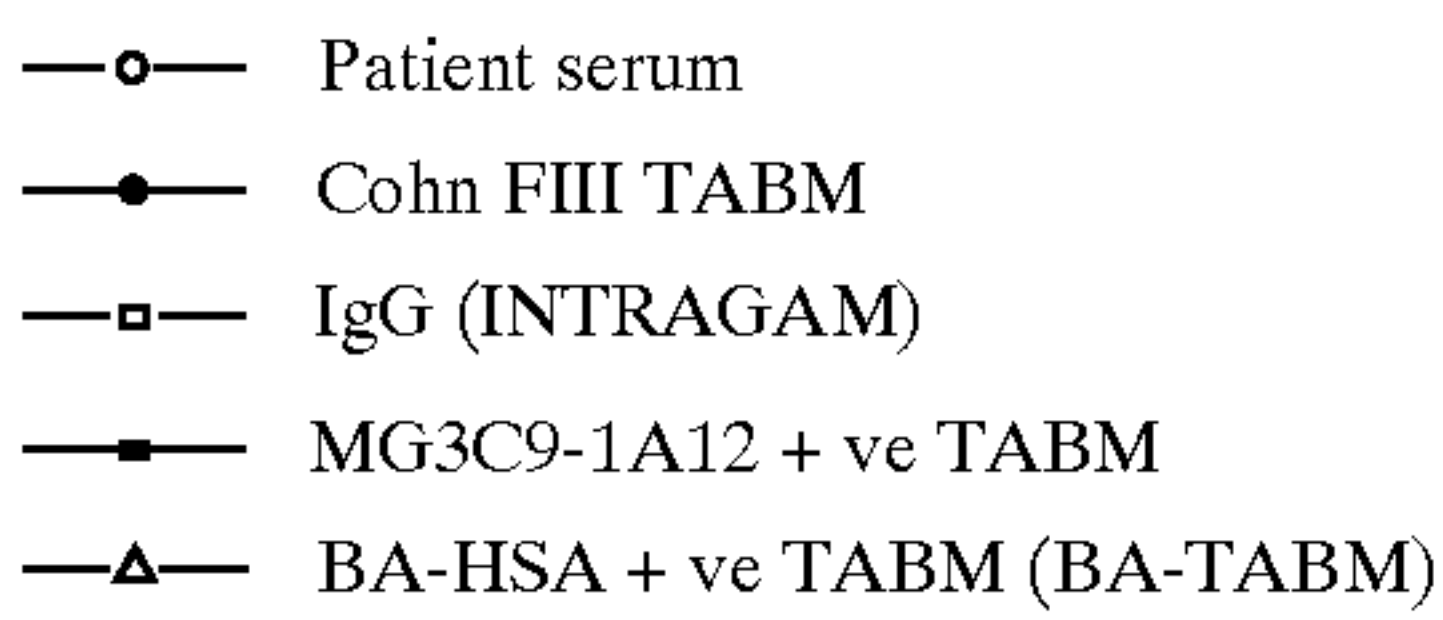 Patient serum
Cohn FIII TABM
IgG (INTRAGAM)
MG3C9-1A12 + ve TABM
BA-HSA + ve TABM (BA-TABM)